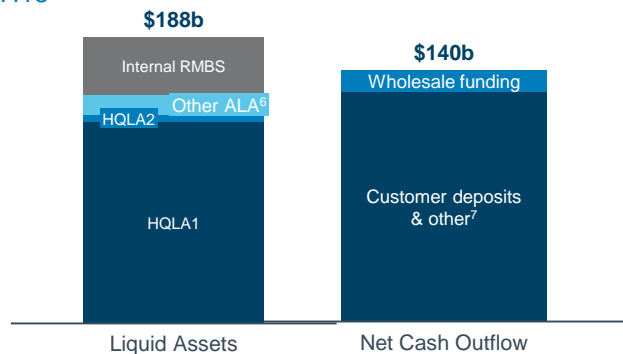 $188b
Internal RMBS
Other ALA⁶
HQLA2
HQLA1
Liquid Assets
$140b
Wholesale funding
Customer deposits
& other⁷
Net Cash Outflow